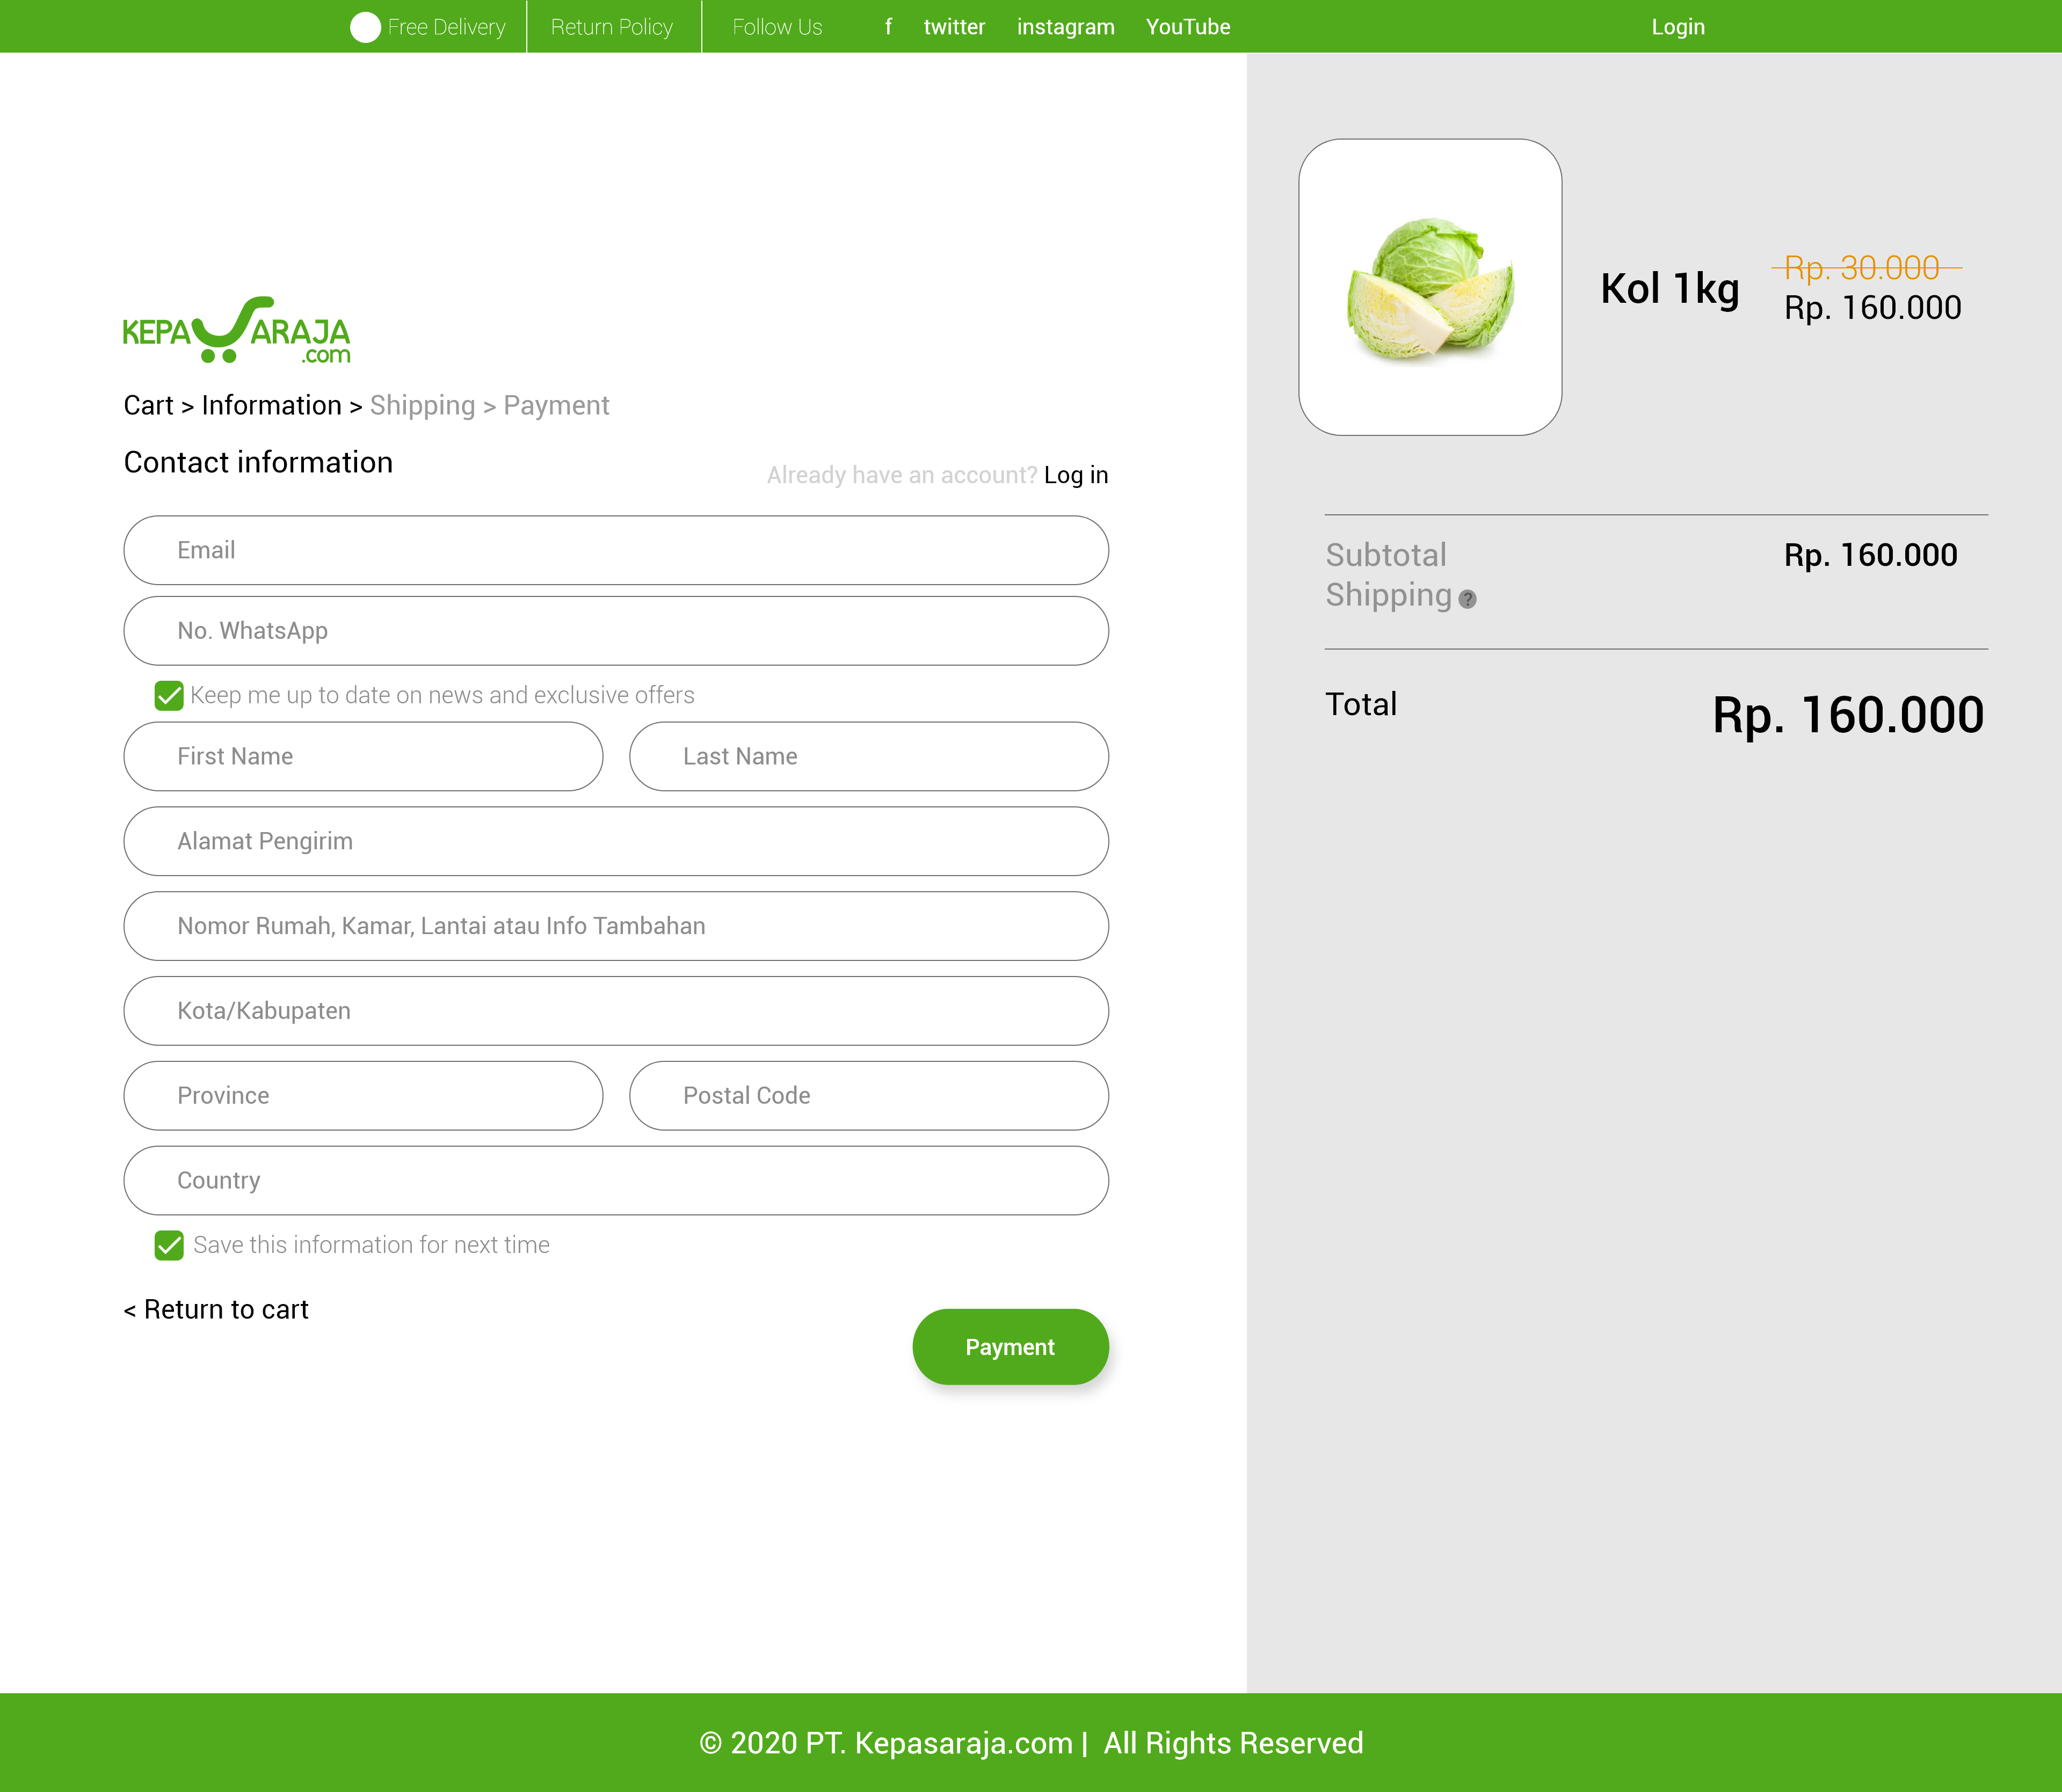 Free Delivery
Return Policy
Follow Us
f
twitter
instagram
YouTube
Login
KEPASARAJA
.com
Cart > Information > Shipping > Payment
Contact information
Already have an account? Log in
Email
No. WhatsApp
Keep me up to date on news and exclusive offers
First Name
Last Name
Alamat Pengirim
Nomor Rumah, Kamar, Lantai atau Info Tambahan
Kota/Kabupaten
Province
Postal Code
Country
Save this information for next time
< Return to cart
Payment
Kol 1kg
Rp. 30.000
Rp. 160.000
Subtotal
Rp. 160.000
Shipping ?
Total
Rp. 160.000
© 2020 PT. Kepasaraja.com | All Rights Reserved